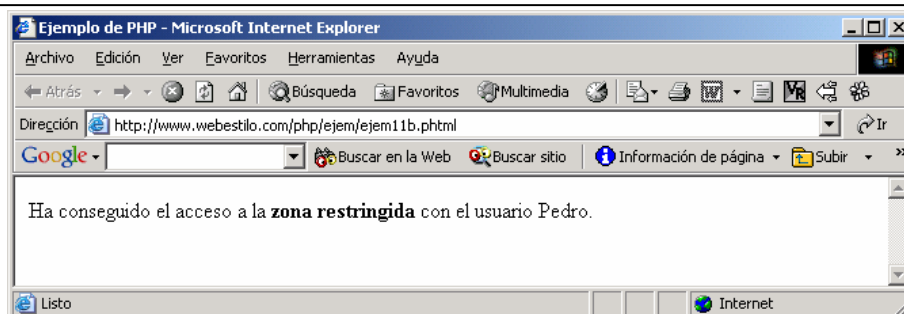 Ejemplo de PHP - Microsoft Internet Explorer
Archivo Edición Ver Favoritos Herramientas Ayuda
Atrás Búsqueda Favoritos Multimedia
Dirección http://www.webestilo.com/php/ejem/ejem11b.phtml Ir
Google Buscar en la Web Buscar sitio Información de página Subir »
Ha conseguido el acceso a la zona restringida con el usuario Pedro.
Listo Internet